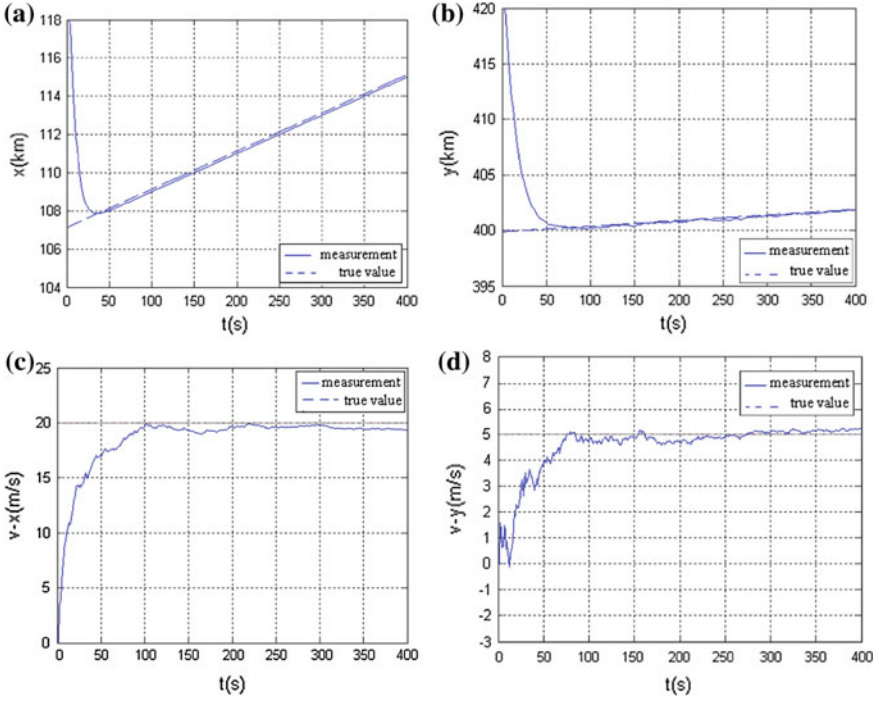 (a)
118
116
114
112
110
108
106
104
x(km)
0 50 100 150 200 250 300 350 400
t(s)
measurement
true value
(b)
420
415
410
405
400
395
y(km)
0 50 100 150 200 250 300 350 400
t(s)
measurement
true value
(c)
25
20
15
10
5
0
v-x(m/s)
0 50 100 150 200 250 300 350 400
t(s)
measurement
true value
(d)
8
7
6
5
4
3
2
1
0
-1
-2
-3
v-y(m/s)
0 50 100 150 200 250 300 350 400
t(s)
measurement
true value